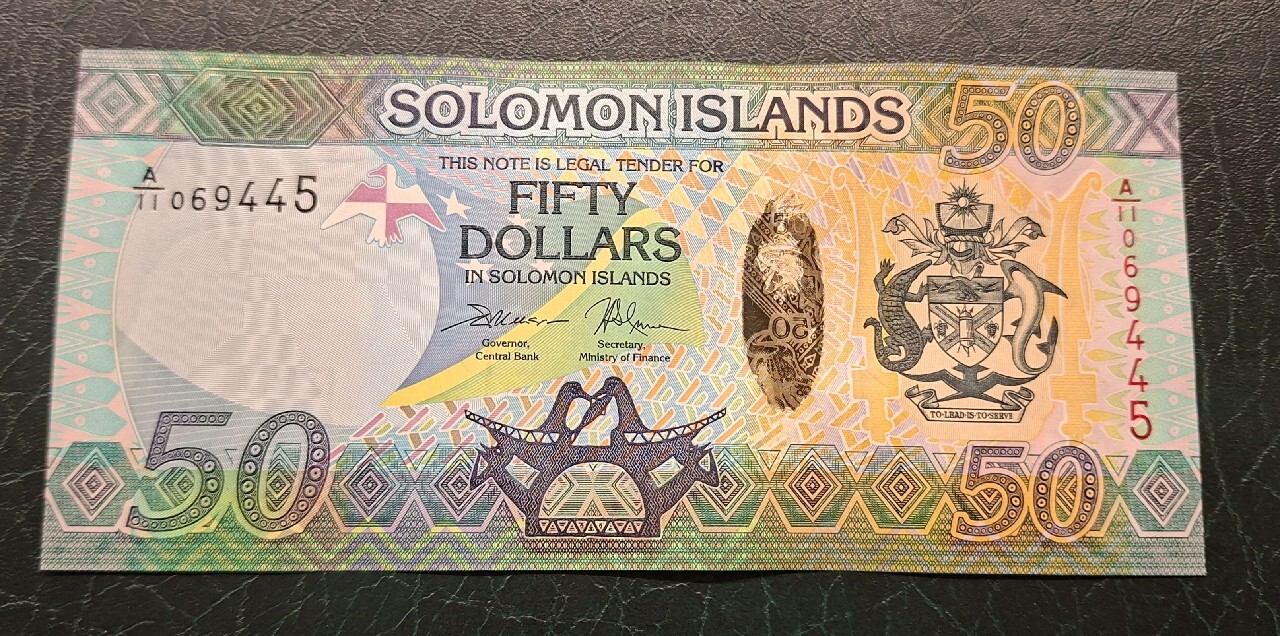 SOLOMON ISLANDS
50
THIS NOTE IS LEGAL TENDER FOR
FIFTY
DOLLARS
IN SOLOMON ISLANDS
Governor,
Central Bank
Secretary,
Ministry of Finance
A/11 069445
50
A/11 069445
TO·LEAD·IS·TO·SERVE
50
50